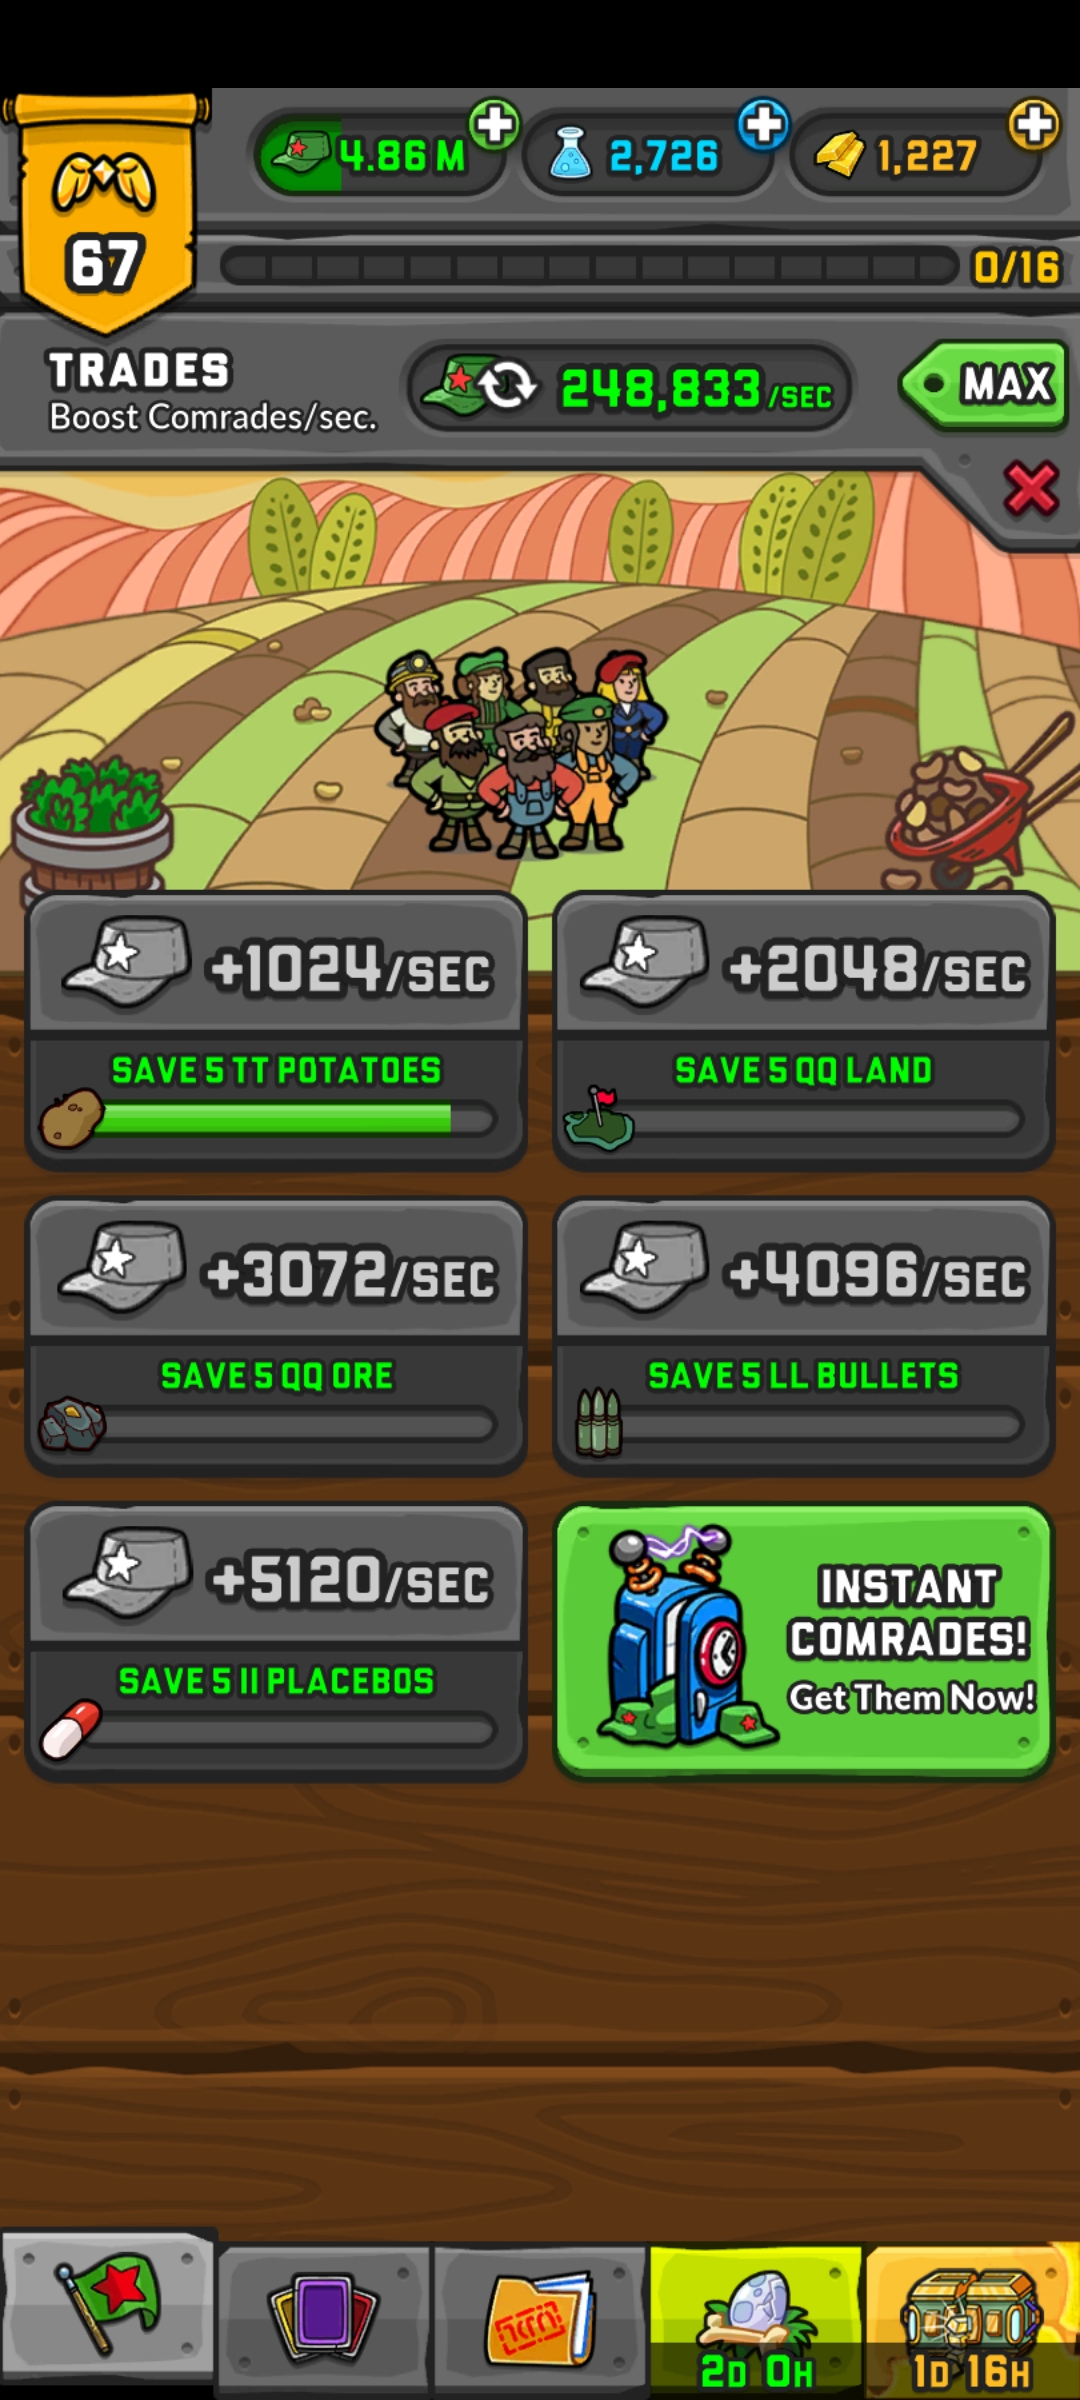 4.86 M
2,726
1,227
67
0/16
TRADES
Boost Comrades/sec.
248,833/SEC
MAX
+1024/SEC
SAVE 5 TT POTATOES
+2048/SEC
SAVE 5 QQ LAND
+3072/SEC
SAVE 5 QQ ORE
+4096/SEC
SAVE 5 LL BULLETS
+5120/SEC
SAVE 5 II PLACEBOS
INSTANT
COMRADES!
Get Them Now!
2D 0H
1D 16H